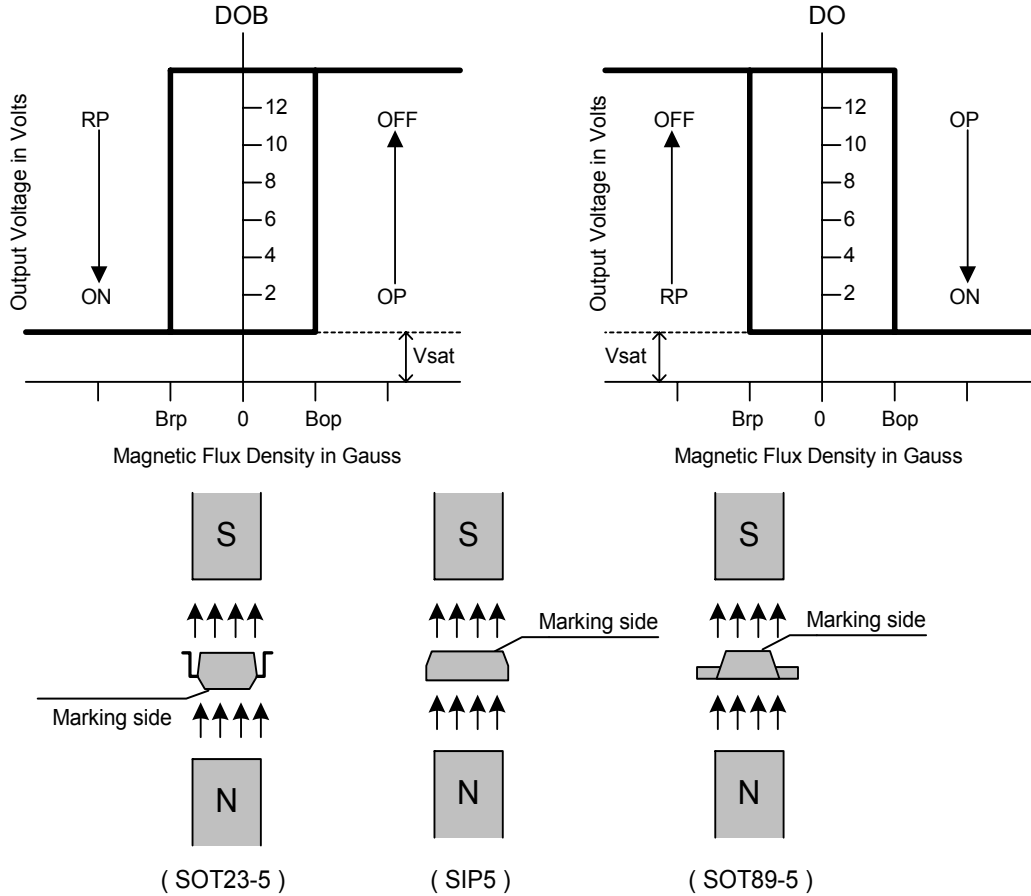 DOB
Output Voltage in Volts
RP
ON
12
10
8
6
4
2
OFF
OP
Vsat
Brp
0
Bop
Magnetic Flux Density in Gauss
DO
Output Voltage in Volts
OFF
RP
12
10
8
6
4
2
OP
ON
Vsat
Brp
0
Bop
Magnetic Flux Density in Gauss
S
Marking side
N
( SOT23-5 )
S
Marking side
N
( SIP5 )
S
Marking side
N
( SOT89-5 )